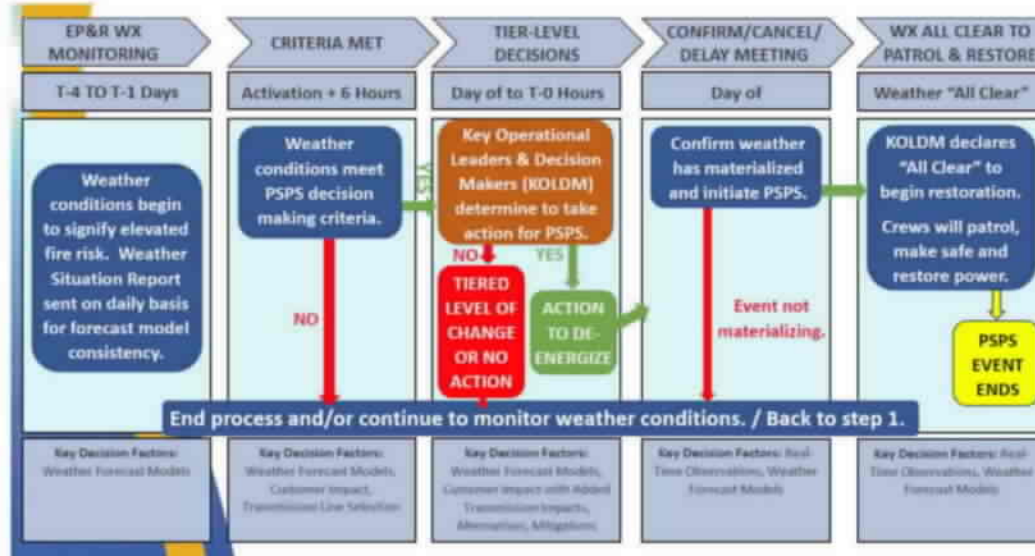 EP&R WX
MONITORING
CRITERIA MET
TIER-LEVEL
DECISIONS
CONFIRM/CANCEL/
DELAY MEETING
WX ALL CLEAR TO
PATROL & RESTORE
T-4 TO T-1 Days
Activation + 6 Hours
Day of to T-0 Hours
Day of
Weather "All Clear"
Weather
conditions begin
to signify elevated
fire risk. Weather
Situation Report
sent on daily basis
for forecast model
consistency.
Weather
conditions meet
PSPS decision
making criteria.
YES
NO
Key Operational
Leaders & Decision
Makers (KOLDM)
determine to take
action for PSPS.
NO
YES
TIERED
LEVEL OF
CHANGE
OR NO
ACTION
ACTION
TO DE-
ENERGIZE
Confirm weather
has materialized
and initiate PSPS.
Event not
materializing.
KOLDM declares
"All Clear" to
begin restoration.
Crews will patrol,
make safe and
restore power.
PSPS
EVENT
ENDS
End process and/or continue to monitor weather conditions. / Back to step 1.
Key Decision Factors:
Weather Forecast Models
Key Decision Factors:
Weather Forecast Models,
Customer Impact,
Transmission Line Selection
Key Decision Factors:
Weather Forecast Models,
Customer Impact with Added
Transmission Impacts,
Alternatives, Mitigations
Key Decision Factors: Real-
Time Observations, Weather
Forecast Models
Key Decision Factors: Real-
Time Observations, Weather
Forecast Models